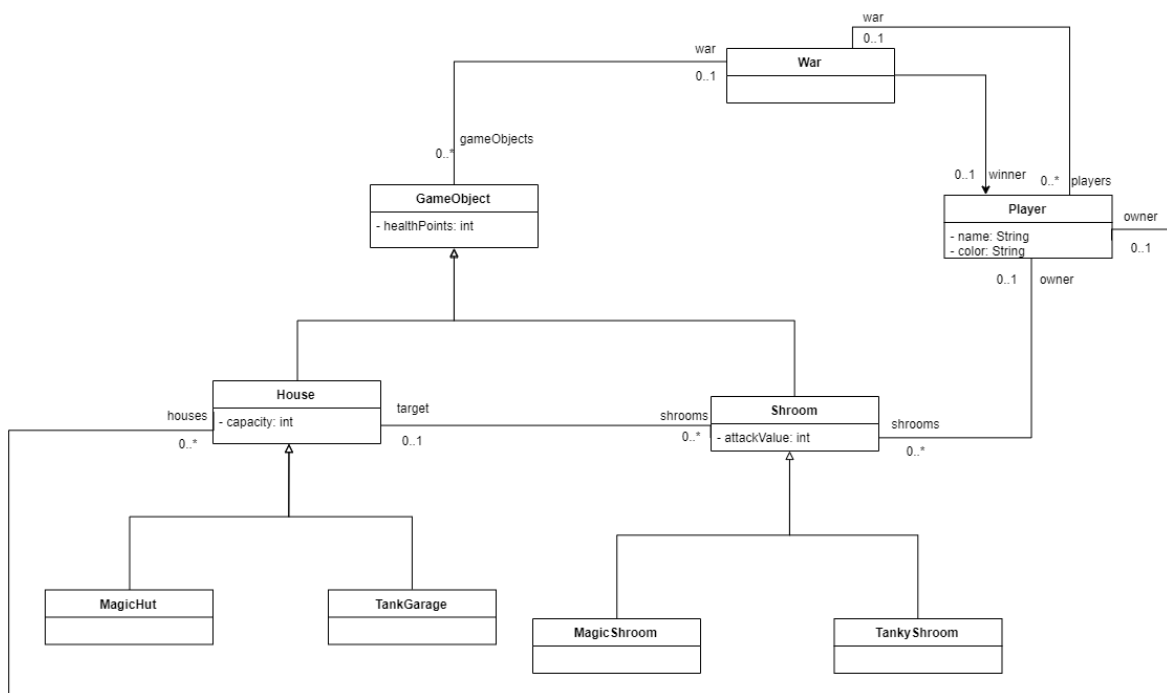 war
0..1
war
0..1
War
gameObjects
0..*
0..1
winner
0..*
players
GameObject
- healthPoints: int
Player
- name: String
- color: String
owner
0..1
0..1
owner
House
- capacity: int
houses
0..*
target
0..1
shrooms
0..*
Shroom
- attackValue: int
shrooms
0..*
MagicHut
TankGarage
MagicShroom
TankyShroom